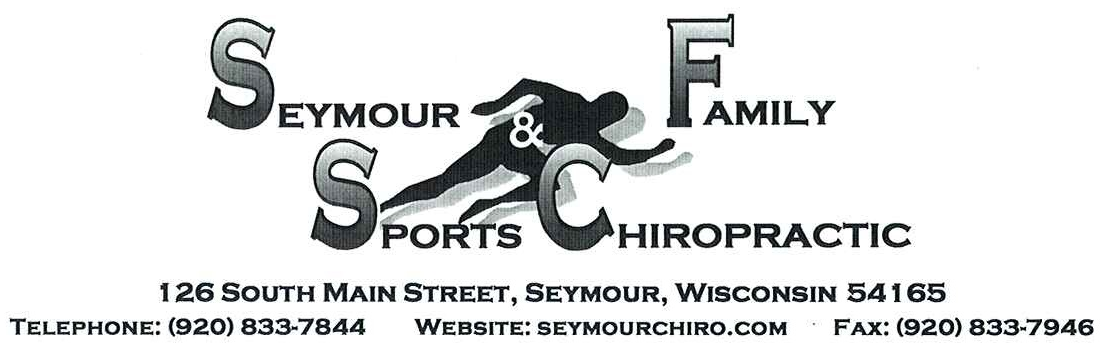 SEYMOUR & FAMILY
SPORTS CHIROPRACTIC
126 SOUTH MAIN STREET, SEYMOUR, WISCONSIN 54165
TELEPHONE: (920) 833-7844 WEBSITE: SEYMOURCHIRO.COM FAX: (920) 833-7946